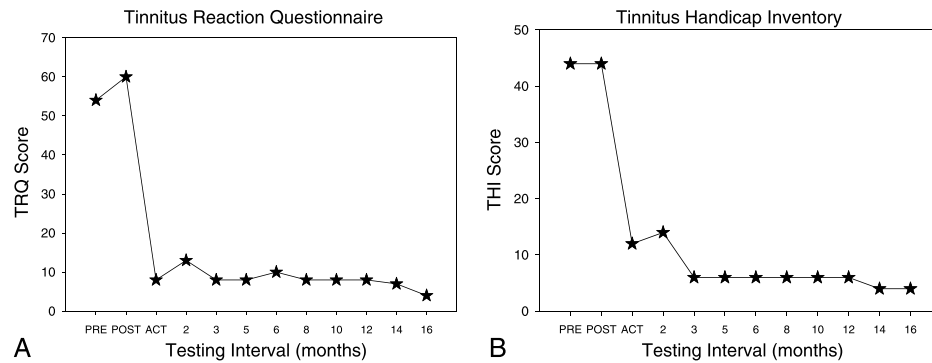 Tinnitus Reaction Questionnaire
70
60
50
40
30
20
10
0
TRQ Score
PRE POST ACT 2 3 5 6 8 10 12 14 16
Testing Interval (months)
A
Tinnitus Handicap Inventory
50
40
30
20
10
0
THI Score
PRE POST ACT 2 3 5 6 8 10 12 14 16
Testing Interval (months)
B